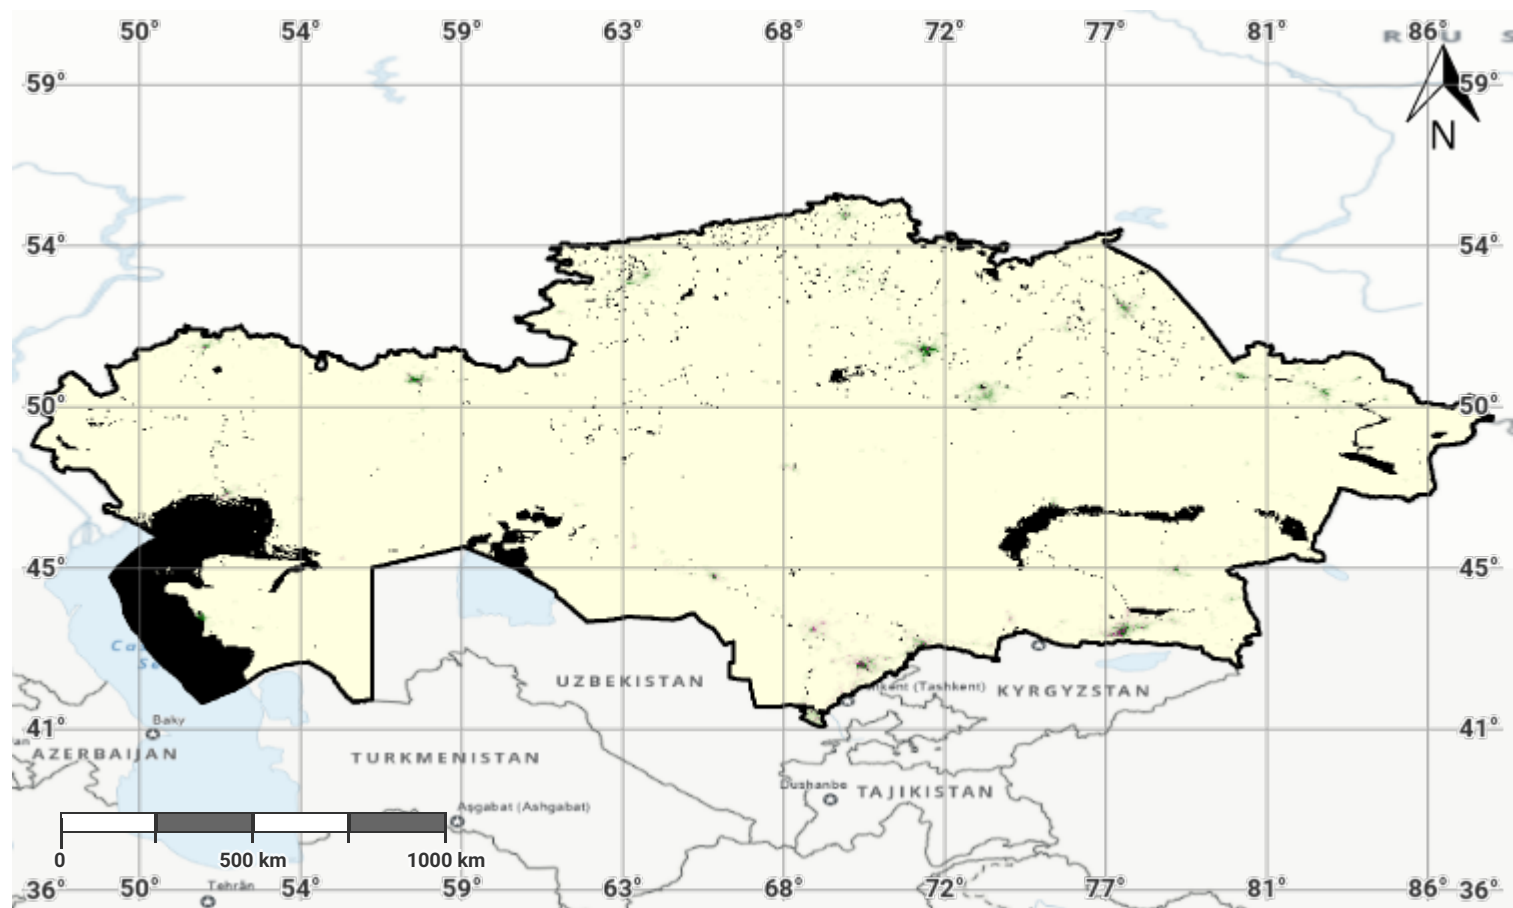 50° 54° 59° 63° 68° 72° 77° 81° 86°
R U S
59° 59°
N
54° 54°
50° 50°
45° 45°
UZBEKISTAN
(Tashkent) KYRGYZSTAN
Baky
41° 41°
AZERBAIJAN
TURKMENISTAN
Dushanbe
TAJIKISTAN
Aşgabat (Ashgabat)
0 500 km 1000 km
Tehrān
36° 50° 54° 59° 63° 68° 72° 77° 81° 86° 36°